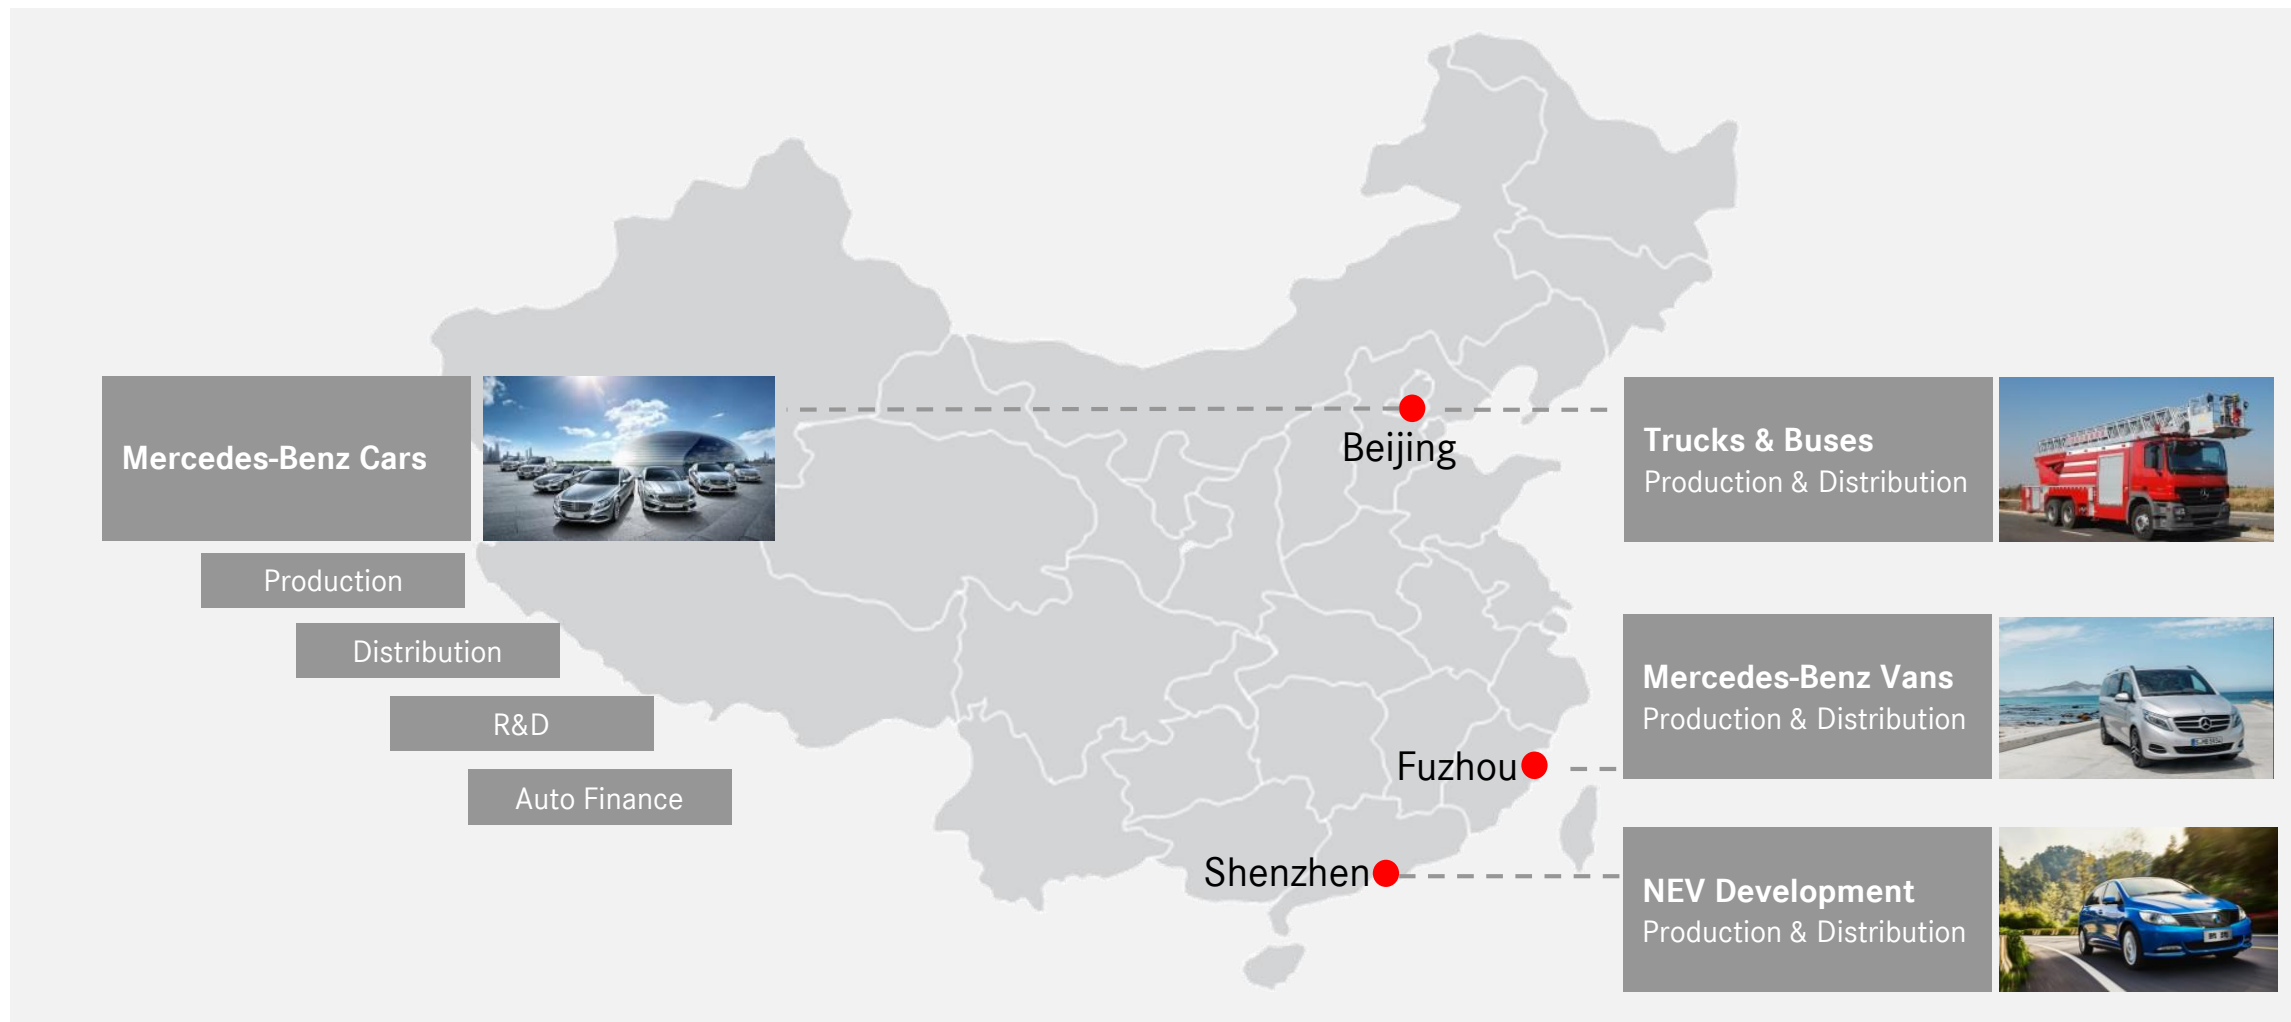 Mercedes-Benz Cars
Production
Distribution
R&D
Auto Finance
Beijing
Fuzhou
Shenzhen
Trucks & Buses
Production & Distribution
Mercedes-Benz Vans
Production & Distribution
NEV Development
Production & Distribution